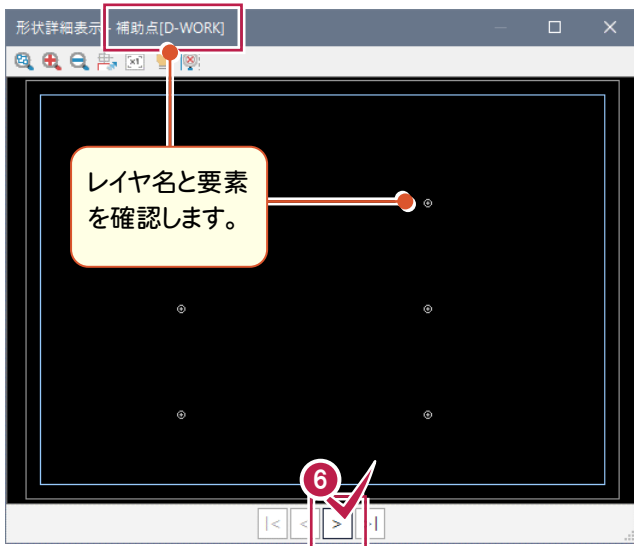 形状詳細表示 - 補助点[D-WORK]
×1
レイヤ名と要素
を確認します。
6
|< < > >|